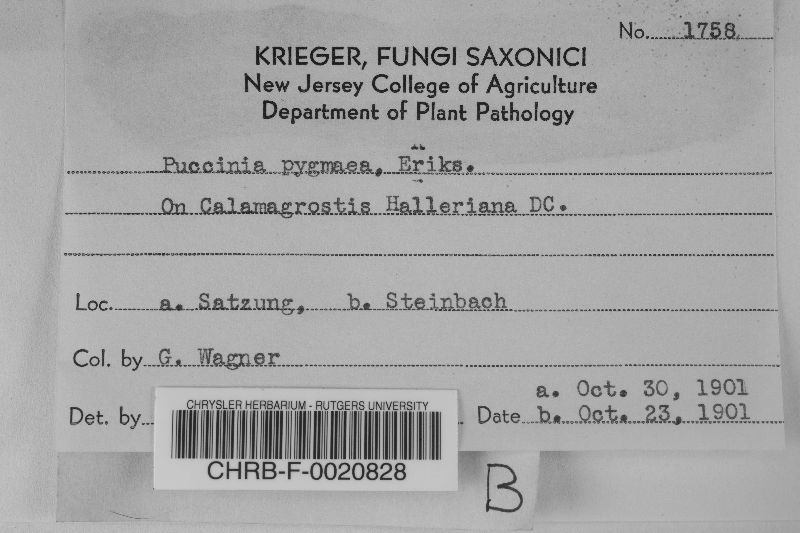 No. 1758
KRIEGER, FUNGI SAXONICI
New Jersey College of Agriculture
Department of Plant Pathology
Puccinia pygmaea, Eriks.
On Calamagrostis Halleriana DC.
Loc. a. Satzung, b. Steinbach
Col. by G. Wagner
a. Oct. 30, 1901
Det. by Date b. Oct. 23, 1901
CHRYSLER HERBARIUM - RUTGERS UNIVERSITY
CHRB-F-0020828
B